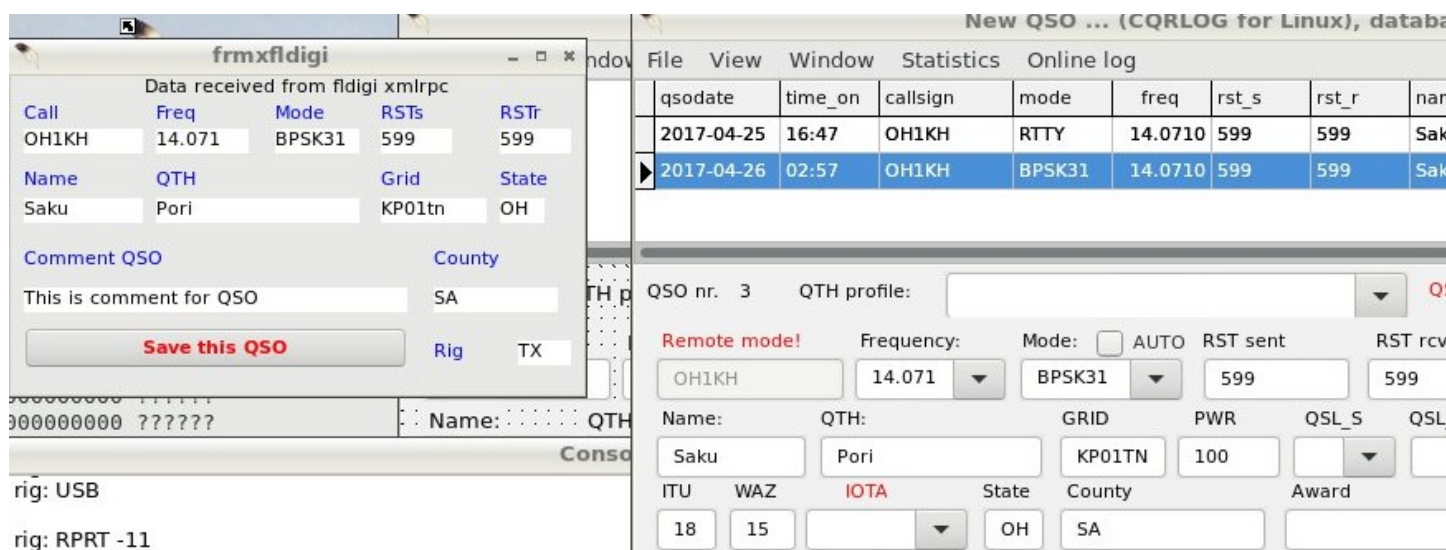 New QSO ... (CQRLOG for Linux), databa
frmxfldigi
Data received from fldigi xmlrpc
Call Freq Mode RSTs RSTr
OH1KH 14.071 BPSK31 599 599
Name QTH Grid State
Saku Pori KP01tn OH
Comment QSO County
This is comment for QSO SA
Save this QSO Rig TX
000000000 ??????
Name: QTH
Conso
rig: USB
rig: RPRT -11
File View Window Statistics Online log
qsodate time_on callsign mode freq rst_s rst_r nar
2017-04-25 16:47 OH1KH RTTY 14.0710 599 599 Sak
2017-04-26 02:57 OH1KH BPSK31 14.0710 599 599 Sak
QSO nr. 3 QTH profile: QS
Remote mode! Frequency: Mode: AUTO RST sent RST rcv
OH1KH 14.071 BPSK31 599 599
Name: QTH: GRID PWR QSL_S QSL_
Saku Pori KP01TN 100
ITU WAZ IOTA State County Award
18 15 OH SA